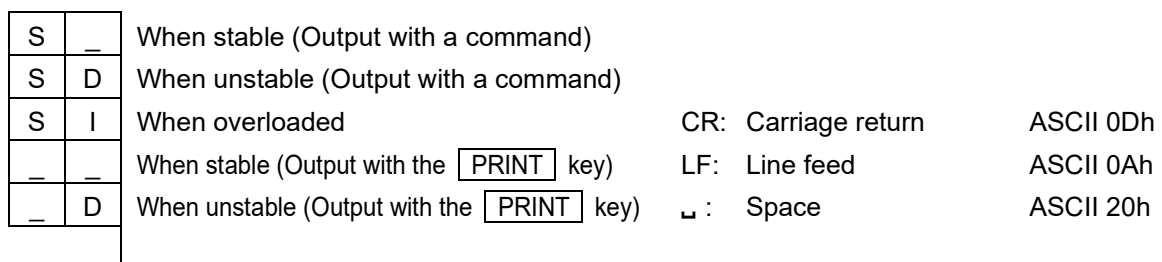 S _ When stable (Output with a command)
S D When unstable (Output with a command)
S I When overloaded CR: Carriage return ASCII 0Dh
_ _ When stable (Output with the PRINT key) LF: Line feed ASCII 0Ah
_ D When unstable (Output with the PRINT key) ␣ : Space ASCII 20h